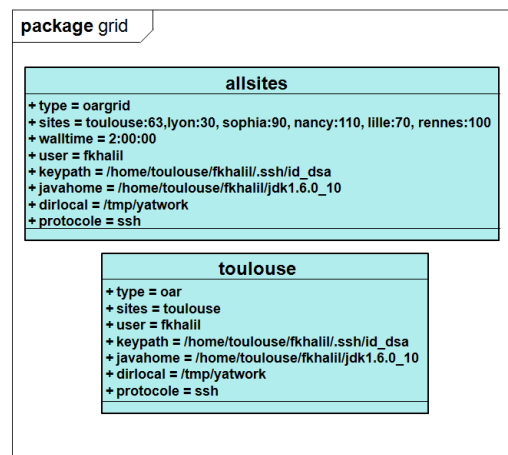 package grid
allsites
+ type = oargrid
+ sites = toulouse:63,lyon:30, sophia:90, nancy:110, lille:70, rennes:100
+ walltime = 2:00:00
+ user = fkhalil
+ keypath = /home/toulouse/fkhalil/.ssh/id_dsa
+ javahome = /home/toulouse/fkhalil/jdk1.6.0_10
+ dirlocal = /tmp/yatwork
+ protocole = ssh
toulouse
+ type = oar
+ sites = toulouse
+ user = fkhalil
+ keypath = /home/toulouse/fkhalil/.ssh/id_dsa
+ javahome = /home/toulouse/fkhalil/jdk1.6.0_10
+ dirlocal = /tmp/yatwork
+ protocole = ssh